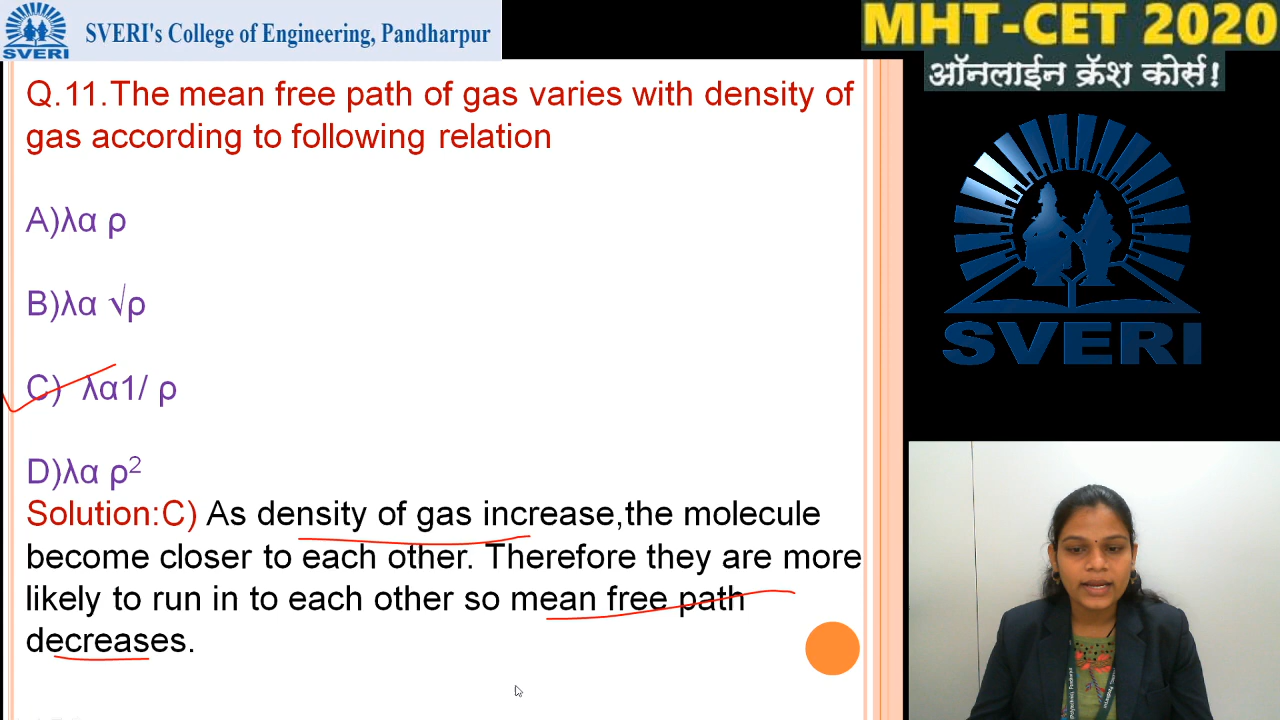 SVERI
SVERI's College of Engineering, Pandharpur
MHT-CET 2020
ऑनलाईन क्रॅश कोर्स!
Q.11.The mean free path of gas varies with density of
gas according to following relation
A)λα ρ
B)λα √ρ
C) λα1/ ρ
D)λα ρ²
Solution:C) As density of gas increase,the molecule
become closer to each other. Therefore they are more
likely to run in to each other so mean free path
decreases.
SVERI